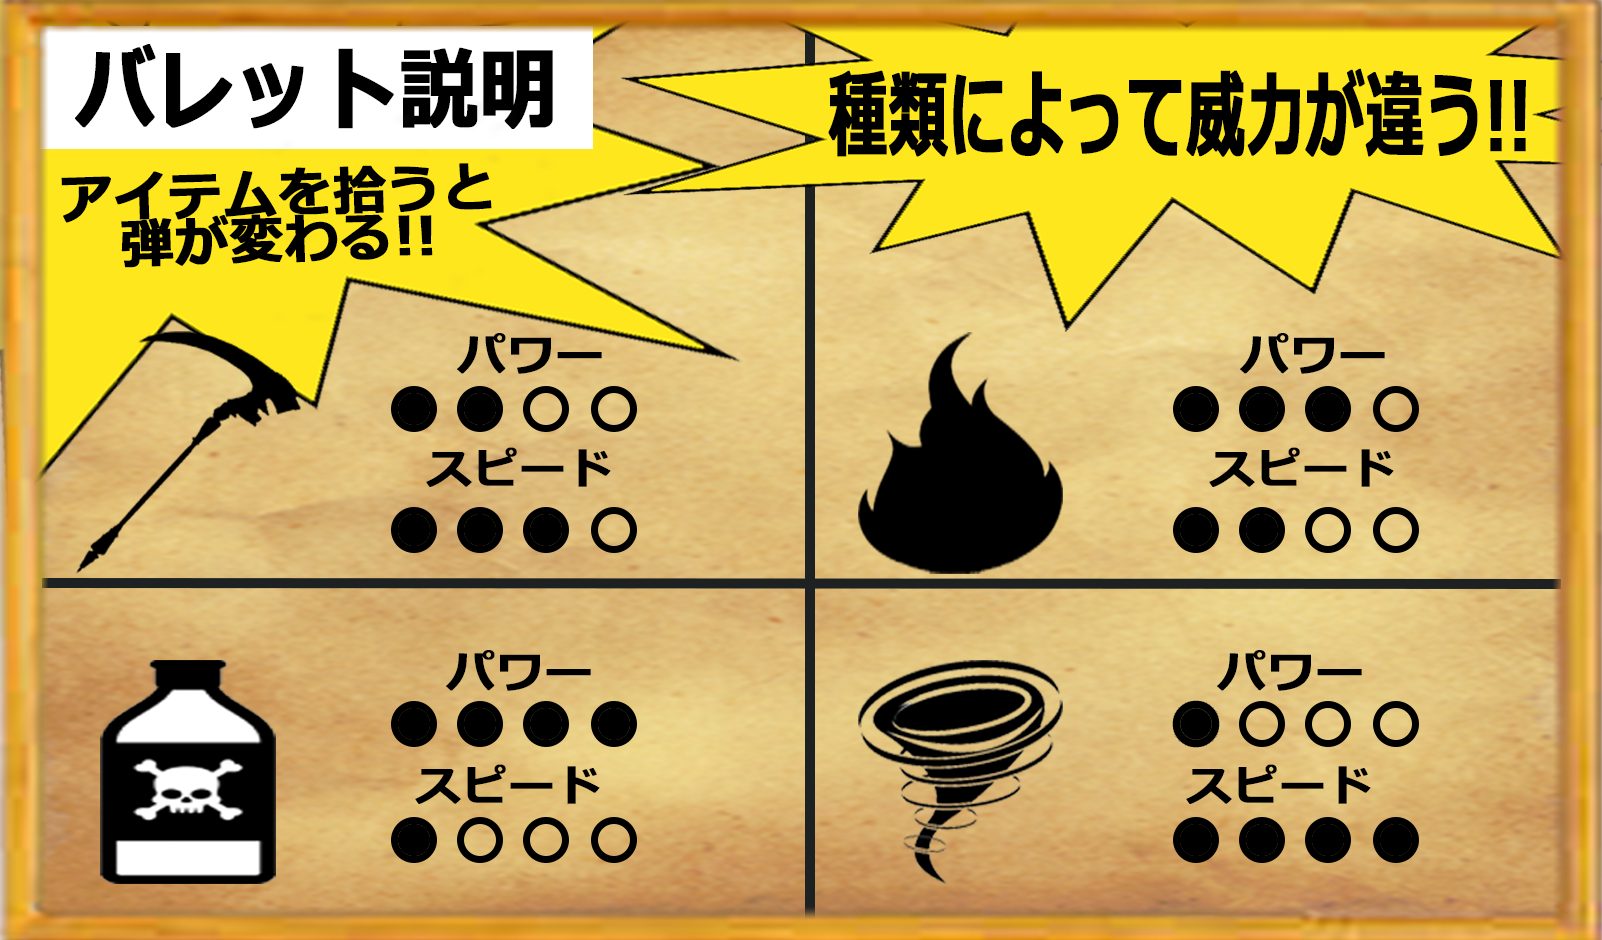 バレット説明
アイテムを拾うと
弾が変わる!!
種類によって威力が違う!!
パワー
スピード
パワー
スピード
パワー
スピード
パワー
スピード